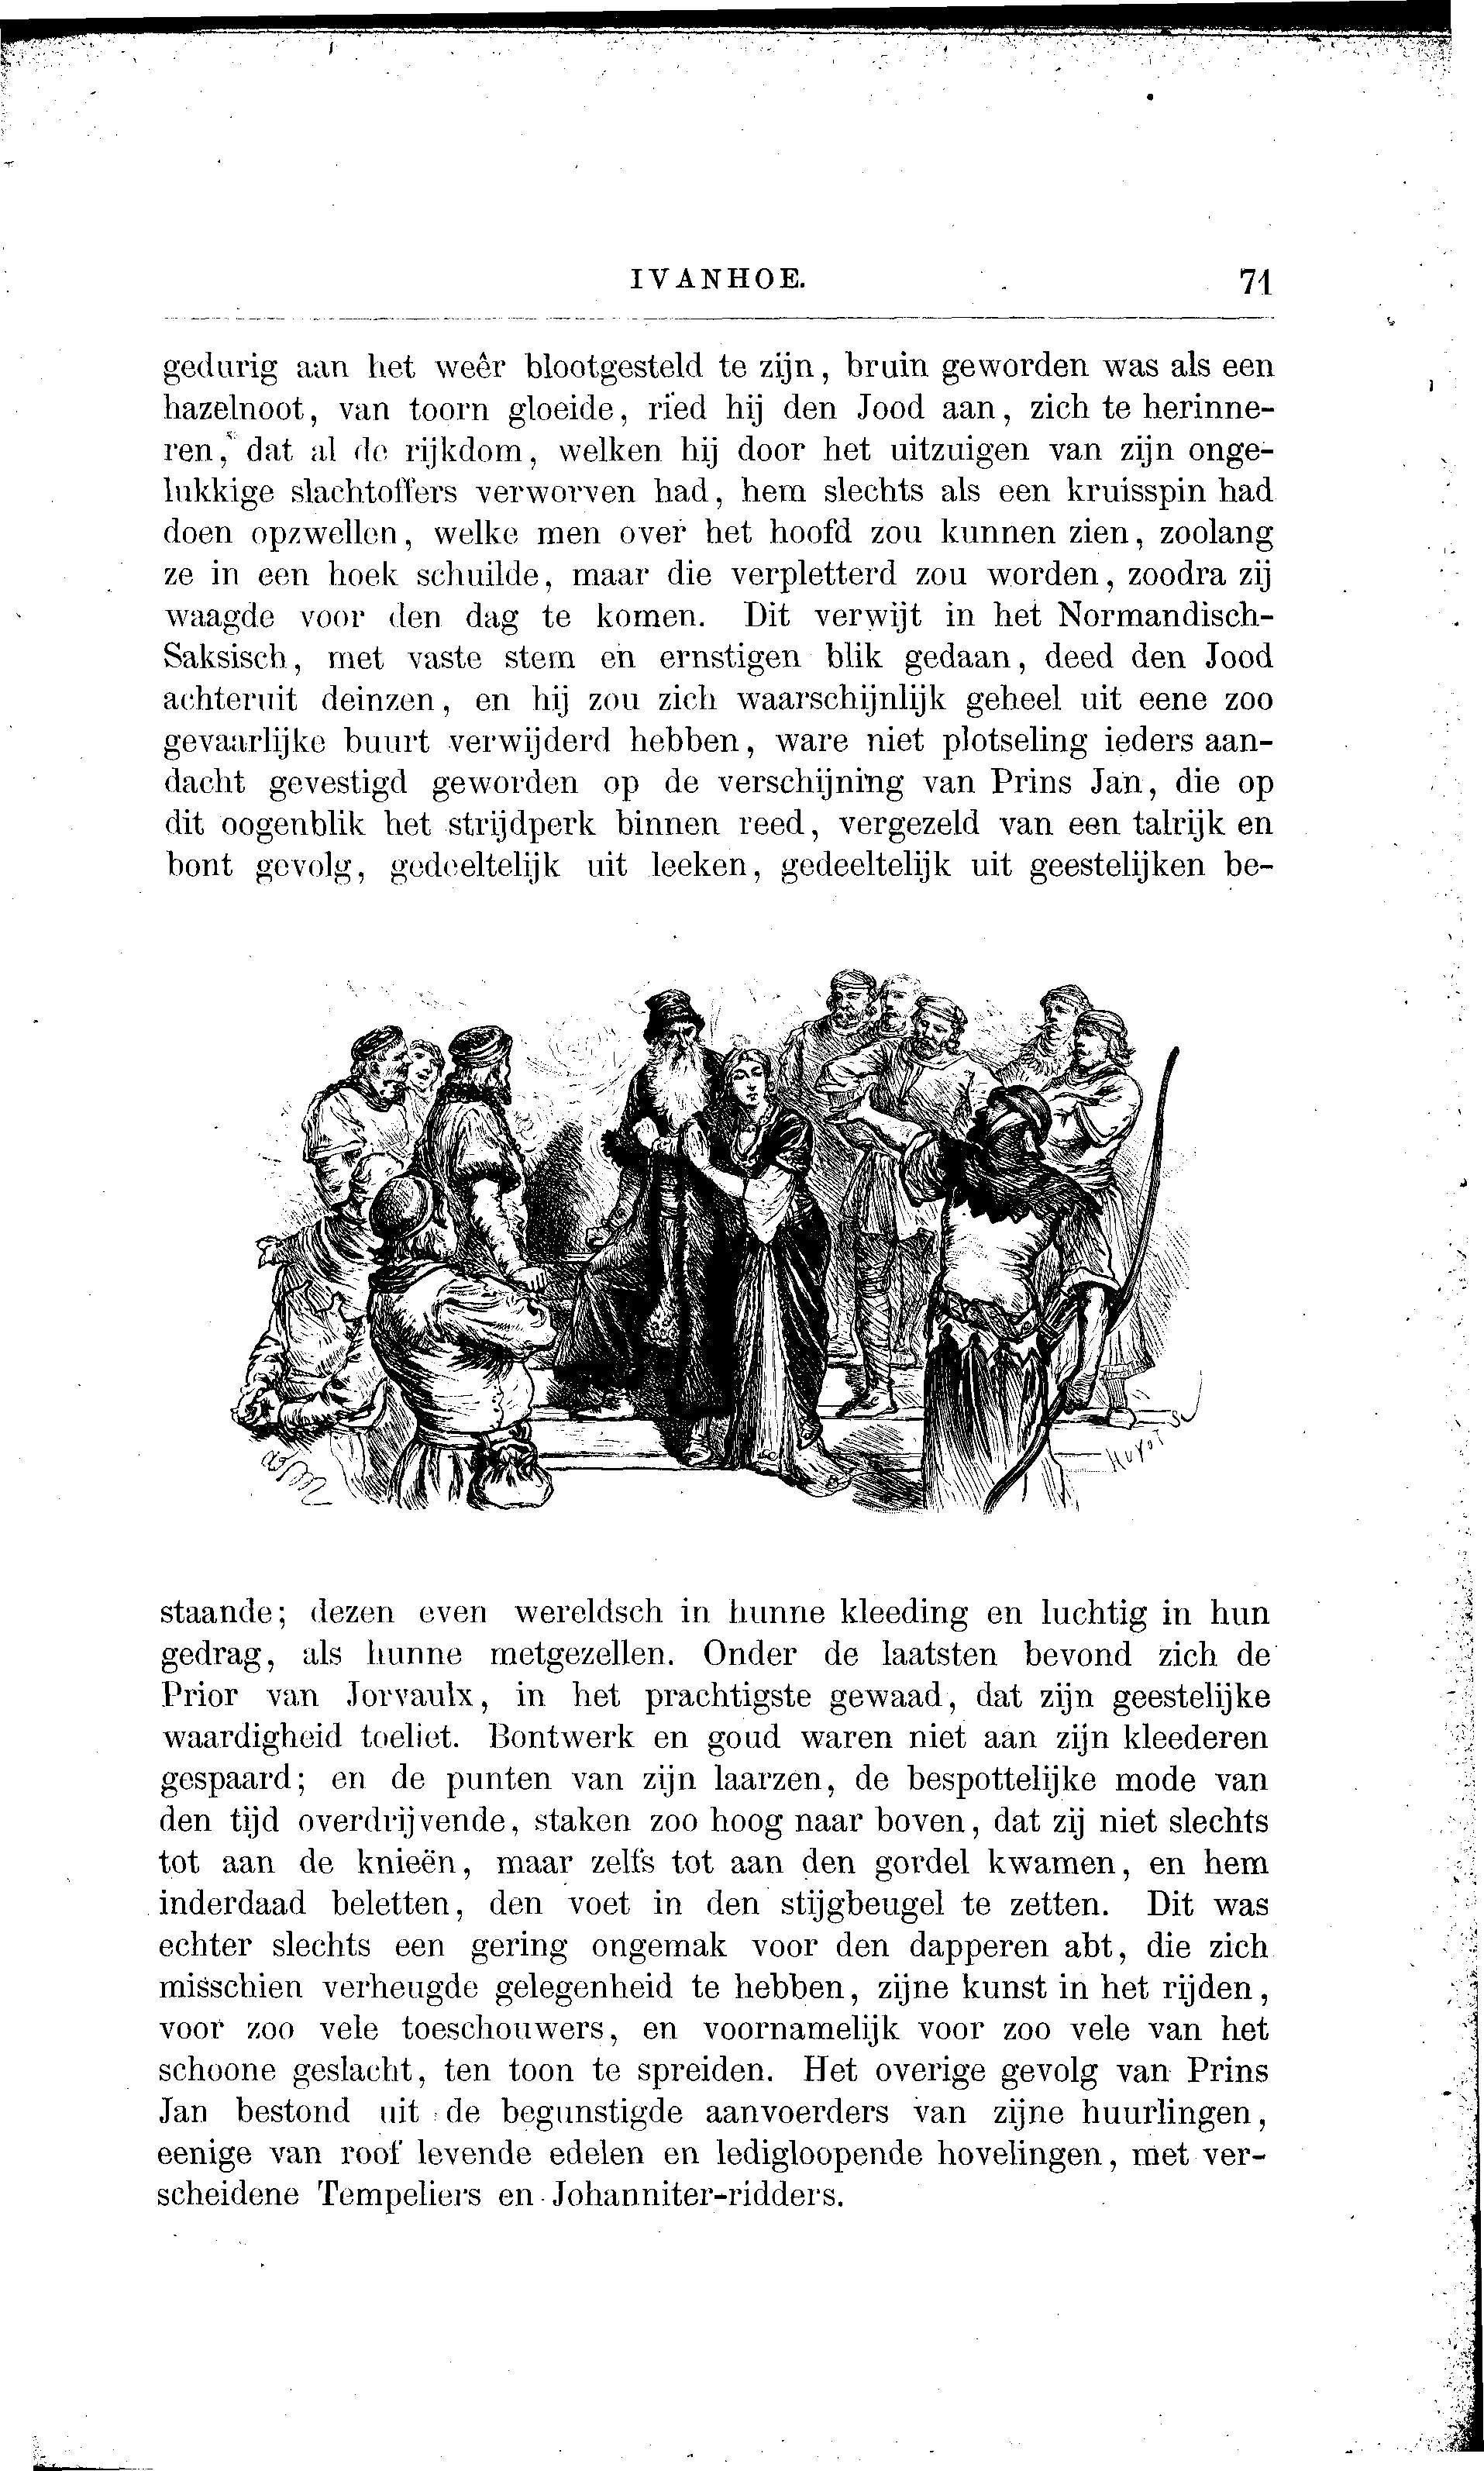 IVANHOE. 71
gedurig aan het weêr blootgesteld te zijn, bruin geworden was als een
hazelnoot, van toorn gloeide, ried hij den Jood aan, zich te herinne-
ren, dat al de rijkdom, welken hij door het uitzuigen van zijn onge-
lukkige slachtoffers verworven had, hem slechts als een kruisspin had
doen opzwellen, welke men over het hoofd zou kunnen zien, zoolang
ze in een hoek schuilde, maar die verpletterd zou worden, zoodra zij
waagde voor den dag te komen. Dit verwijt in het Normandisch-
Saksisch, met vaste stem en ernstigen blik gedaan, deed den Jood
achteruit deinzen, en hij zou zich waarschijnlijk geheel uit eene zoo
gevaarlijke buurt verwijderd hebben, ware niet plotseling ieders aan-
dacht gevestigd geworden op de verschijning van Prins Jan, die op
dit oogenblik het strijdperk binnen reed, vergezeld van een talrijk en
bont gevolg, gedeeltelijk uit leeken, gedeeltelijk uit geestelijken be-
HUYOT
staande; dezen even wereldsch in hunne kleeding en luchtig in hun
gedrag, als hunne metgezellen. Onder de laatsten bevond zich de
Prior van Jorvaulx, in het prachtigste gewaad, dat zijn geestelijke
waardigheid toeliet. Bontwerk en goud waren niet aan zijn kleederen
gespaard; en de punten van zijn laarzen, de bespottelijke mode van
den tijd overdrijvende, staken zoo hoog naar boven, dat zij niet slechts
tot aan de knieën, maar zelfs tot aan den gordel kwamen, en hem
inderdaad beletten, den voet in den stijgbeugel te zetten. Dit was
echter slechts een gering ongemak voor den dapperen abt, die zich
misschien verheugde gelegenheid te hebben, zijne kunst in het rijden,
voor zoo vele toeschouwers, en voornamelijk voor zoo vele van het
schoone geslacht, ten toon te spreiden. Het overige gevolg van Prins
Jan bestond uit de begunstigde aanvoerders van zijne huurlingen,
eenige van roof levende edelen en ledigloopende hovelingen, met ver-
scheidene Tempeliers en Johanniter-ridders.